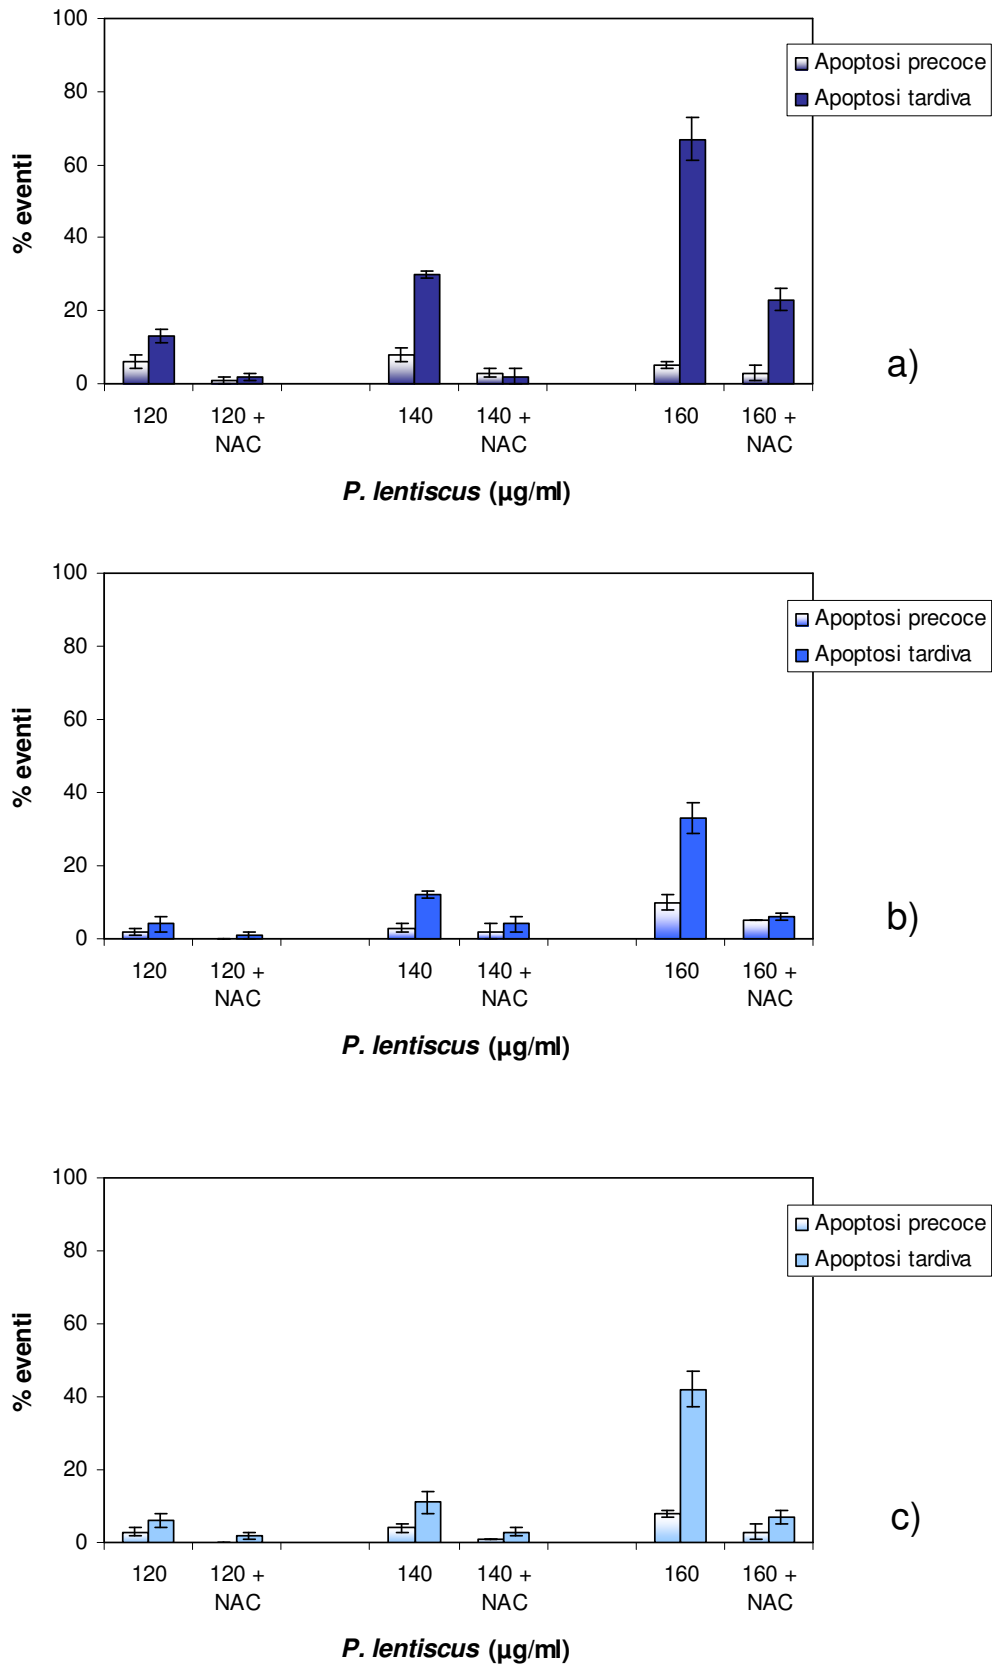 100
80
60
40
20
0
% eventi
Apoptosi precoce
Apoptosi tardiva
a)
120 120 + 140 140 + 160 160 +
NAC NAC NAC
P. lentiscus (µg/ml)
100
80
60
40
20
0
% eventi
Apoptosi precoce
Apoptosi tardiva
b)
120 120 + 140 140 + 160 160 +
NAC NAC NAC
P. lentiscus (µg/ml)
100
80
60
40
20
0
% eventi
Apoptosi precoce
Apoptosi tardiva
c)
120 120 + 140 140 + 160 160 +
NAC NAC NAC
P. lentiscus (µg/ml)